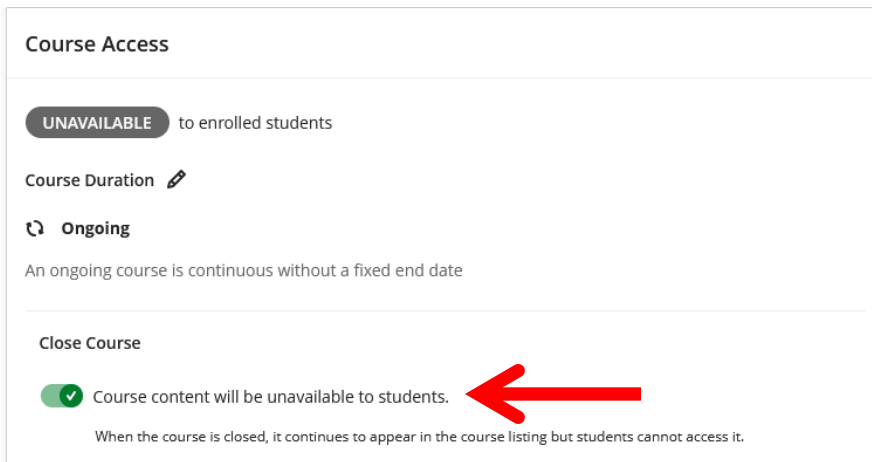 Course Access
UNAVAILABLE to enrolled students
Course Duration
Ongoing
An ongoing course is continuous without a fixed end date
Close Course
Course content will be unavailable to students.
When the course is closed, it continues to appear in the course listing but students cannot access it.